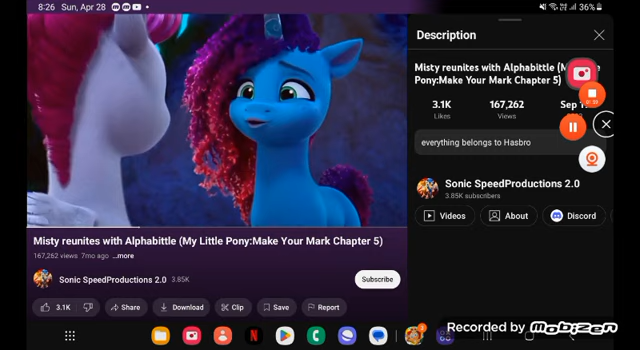 8:26 Sun, Apr 28
36%
Description
Misty reunites with Alphabittle (M
Pony:Make Your Mark Chapter 5)
3.1K
167,262
Sep 1
Likes
Views
everything belongs to Hasbro
Sonic SpeedProductions 2.0
3.85K subscribers
Videos
About
Discord
Misty reunites with Alphabittle (My Little Pony:Make Your Mark Chapter 5)
167,262 views 7mo ago ...more
Sonic SpeedProductions 2.0 3.85K
Subscribe
3.1K
Share
Download
Clip
Save
Report
Recorded by mobizen